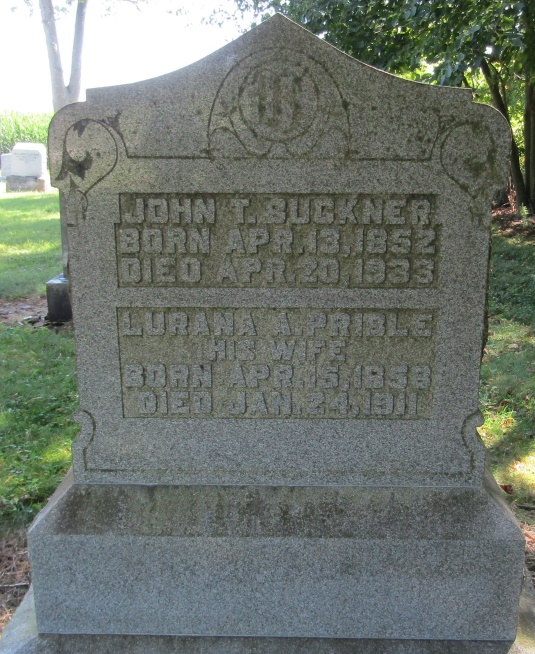 JOHN T. BUCKNER
BORN APR. 13, 1852
DIED APR. 20, 1933
LURANA A. PRIBLE
HIS WIFE
BORN APR. 15, 1858
DIED JAN. 24, 1911